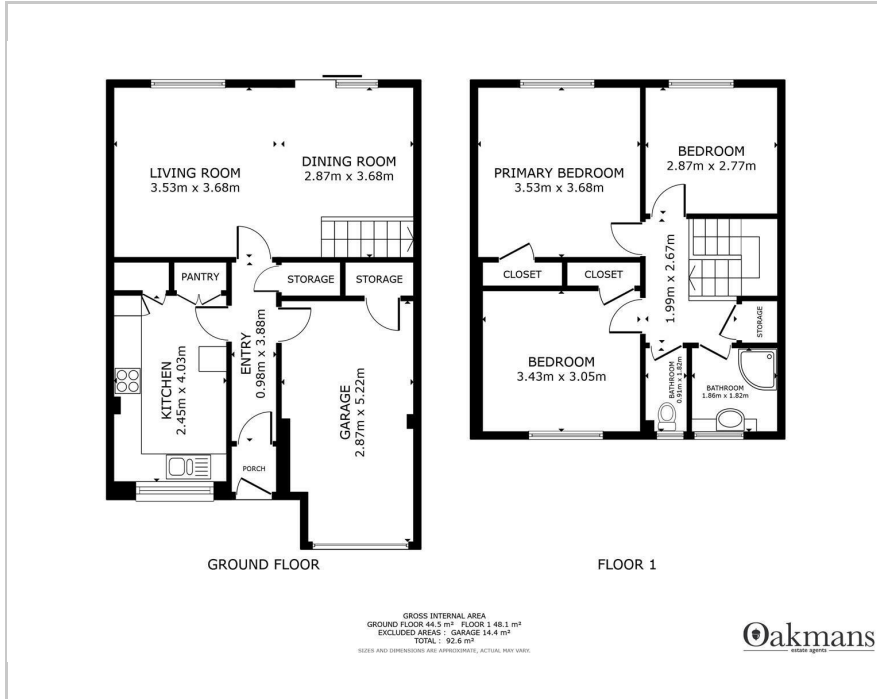 LIVING ROOM
3.53m x 3.68m
DINING ROOM
2.87m x 3.68m
PANTRY
STORAGE
STORAGE
KITCHEN
2.45m x 4.03m
ENTRY
0.98m x 3.88m
GARAGE
2.87m x 5.22m
PORCH
GROUND FLOOR
PRIMARY BEDROOM
3.53m x 3.68m
BEDROOM
2.87m x 2.77m
CLOSET
CLOSET
1.99m x 2.67m
STORAGE
BEDROOM
3.43m x 3.05m
BATHROOM
0.91m x 1.82m
BATHROOM
1.86m x 1.82m
FLOOR 1
GROSS INTERNAL AREA
GROUND FLOOR 44.5 m² FLOOR 1 48.1 m²
EXCLUDED AREAS : GARAGE 14.4 m²
TOTAL : 92.6 m²
SIZES AND DIMENSIONS ARE APPROXIMATE, ACTUAL MAY VARY.
Oakmans
estate agents